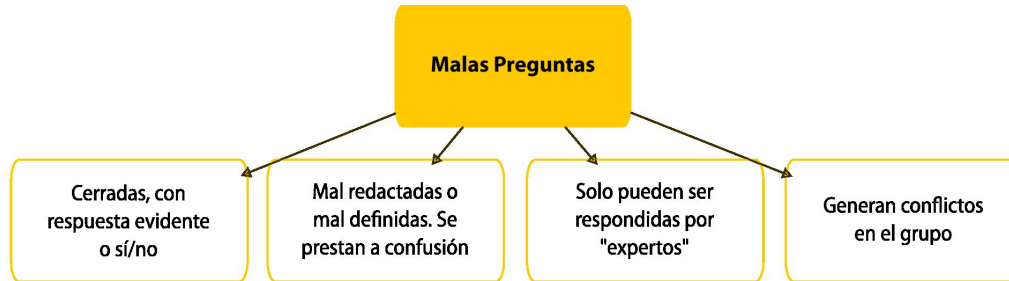 Malas Preguntas
Cerradas, con
respuesta evidente
o sí/no
Mal redactadas o
mal definidas. Se
prestan a confusión
Solo pueden ser
respondidas por
"expertos"
Generan conflictos
en el grupo